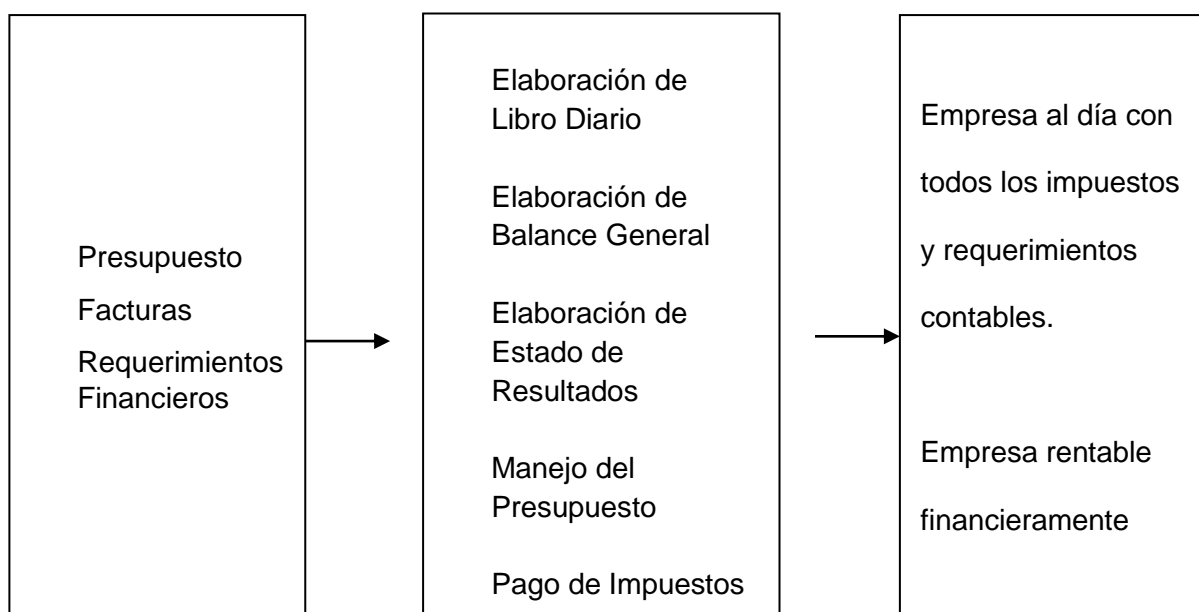 Presupuesto
Facturas
Requerimientos
Financieros
Elaboración de
Libro Diario
Elaboración de
Balance General
Elaboración de
Estado de
Resultados
Manejo del
Presupuesto
Pago de Impuestos
Empresa al día con
todos los impuestos
y requerimientos
contables.
Empresa rentable
financieramente